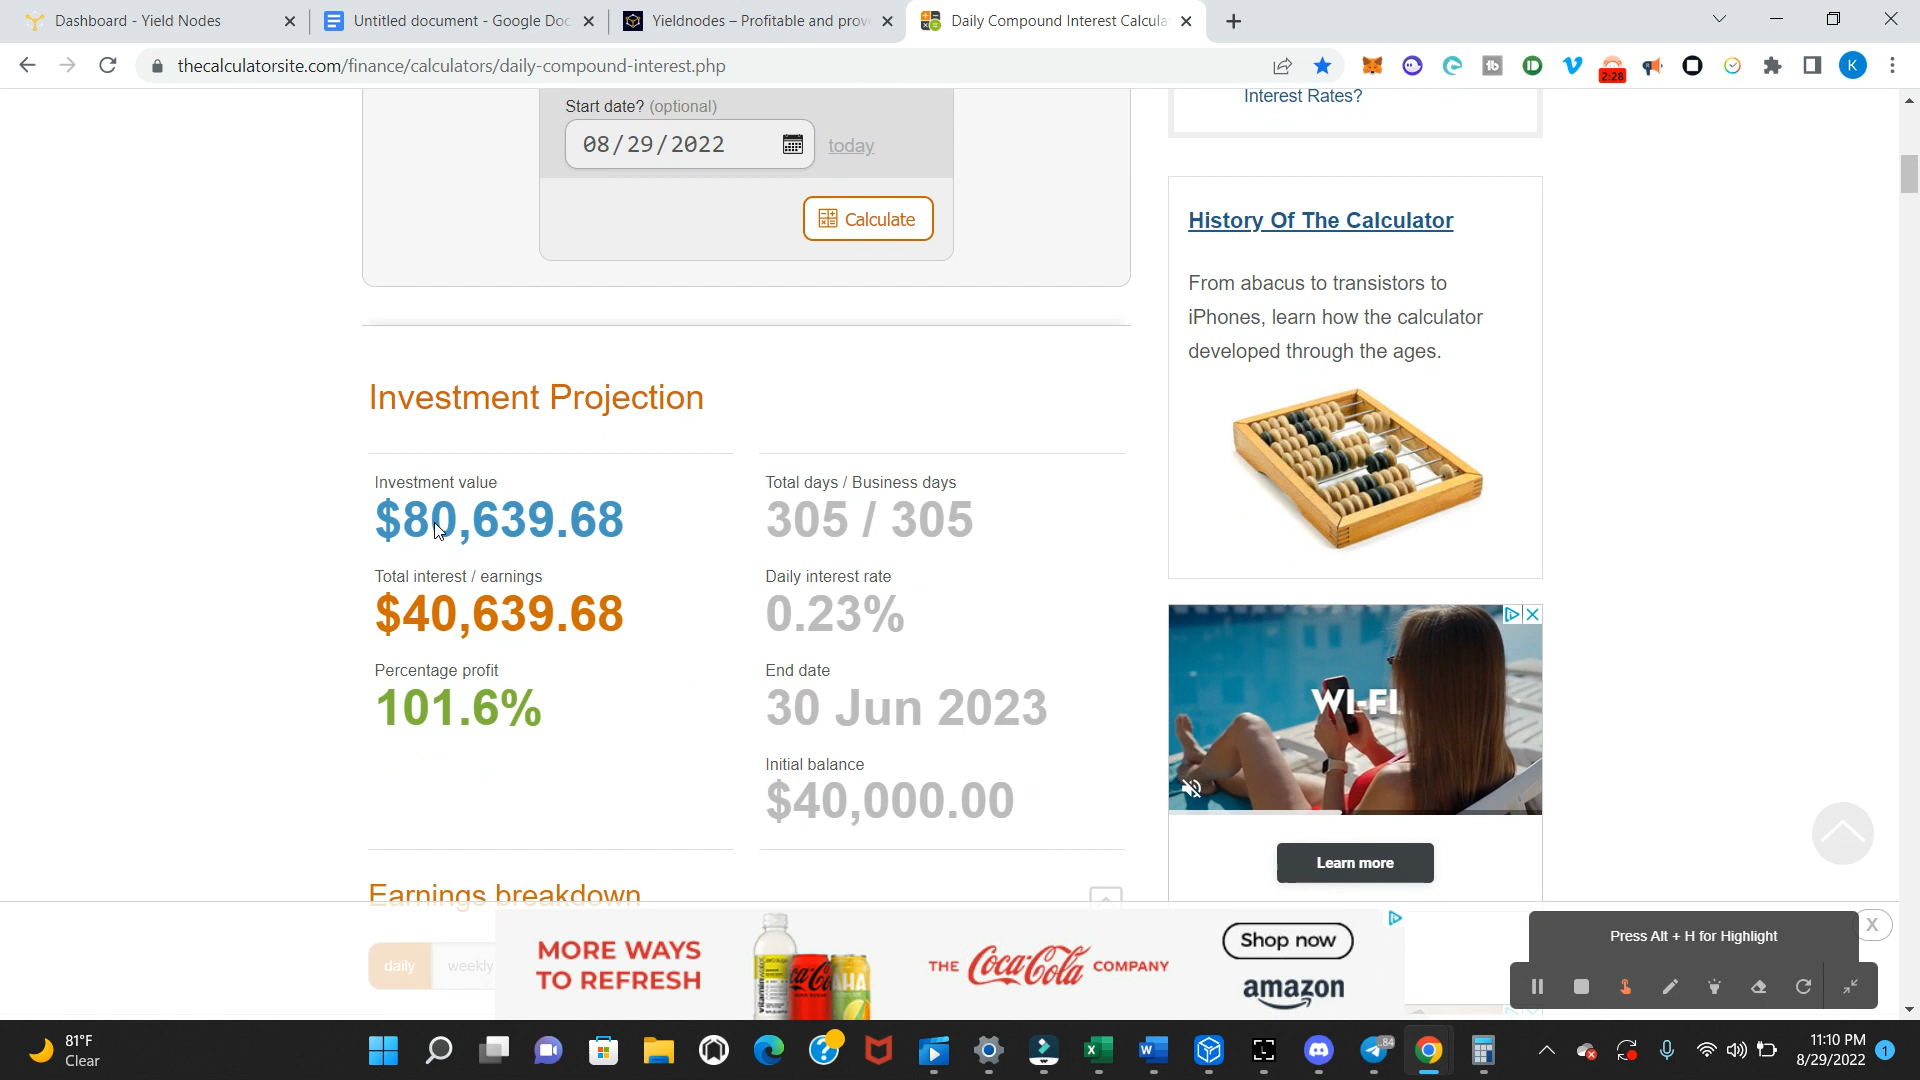 Dashboard - Yield Nodes
Untitled document - Google Doc
Yieldnodes – Profitable and prov
Daily Compound Interest Calcula
thecalculatorsite.com/finance/calculators/daily-compound-interest.php
2:28
K
Start date? (optional)
08/29/2022
today
Calculate
Interest Rates?
History Of The Calculator
From abacus to transistors to
iPhones, learn how the calculator
developed through the ages.
Investment Projection
Investment value
$80,639.68
Total interest / earnings
$40,639.68
Percentage profit
101.6%
Total days / Business days
305 / 305
Daily interest rate
0.23%
End date
30 Jun 2023
Initial balance
$40,000.00
WI-FI
Learn more
Earnings breakdown
daily
weekly
MORE WAYS
TO REFRESH
THE Coca-Cola COMPANY
Shop now
amazon
Press Alt + H for Highlight
X
81°F
Clear
84
11:10 PM
8/29/2022
1